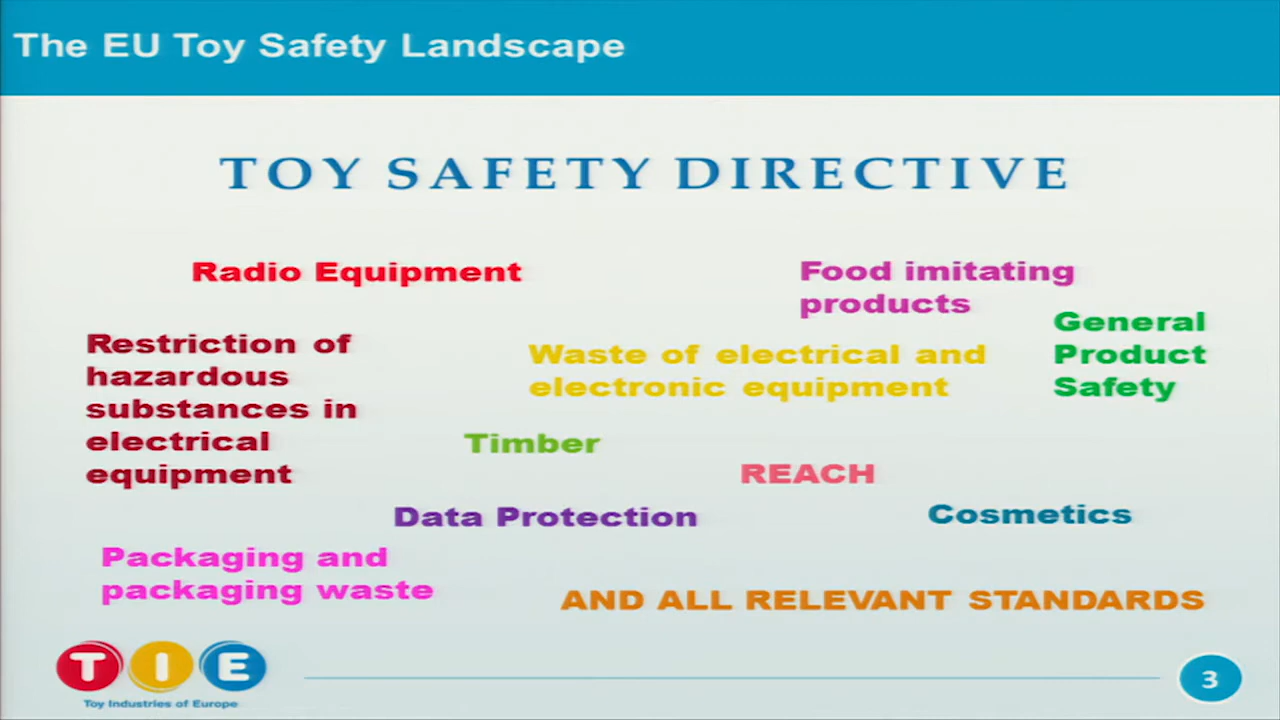 The EU Toy Safety Landscape
TOY SAFETY DIRECTIVE
Radio Equipment
Food imitating
products
General
Product
Safety
Restriction of
hazardous
substances in
electrical
equipment
Waste of electrical and
electronic equipment
Timber
REACH
Data Protection
Cosmetics
Packaging and
packaging waste
AND ALL RELEVANT STANDARDS
TIE
Toy Industries of Europe
3